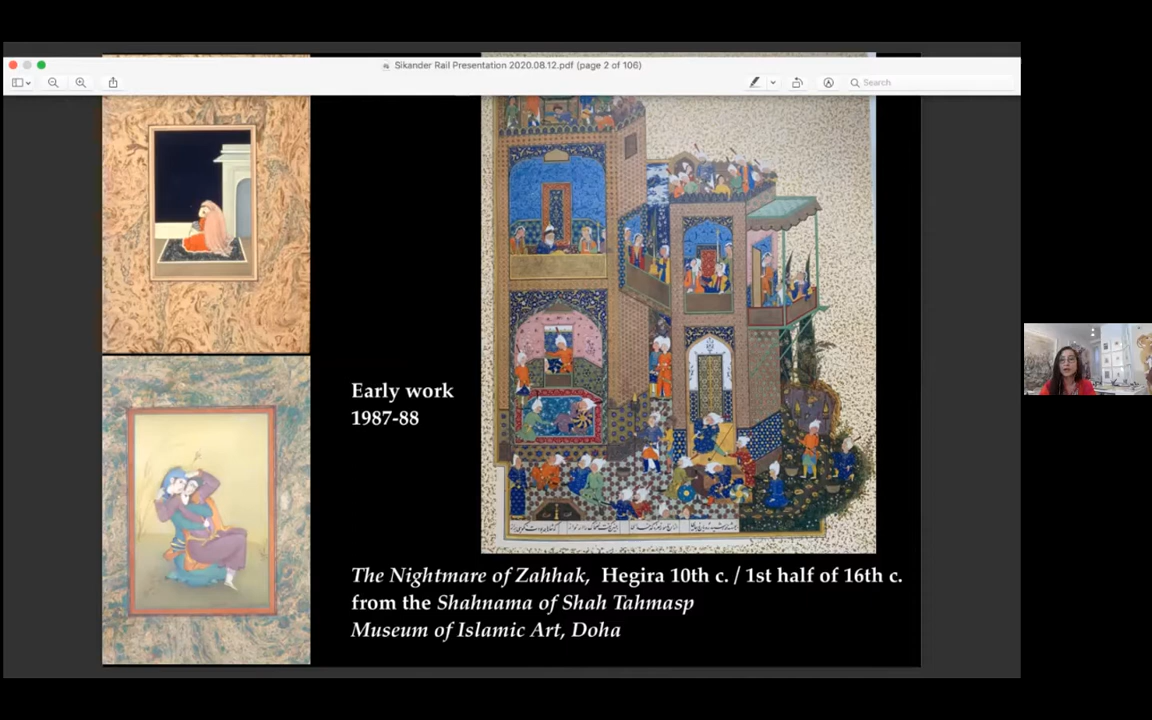 Sikander Rail Presentation 2020.08.12.pdf (page 2 of 106)
Search
Early work
1987-88
The Nightmare of Zahhak, Hegira 10th c. / 1st half of 16th c.
from the Shahnama of Shah Tahmasp
Museum of Islamic Art, Doha